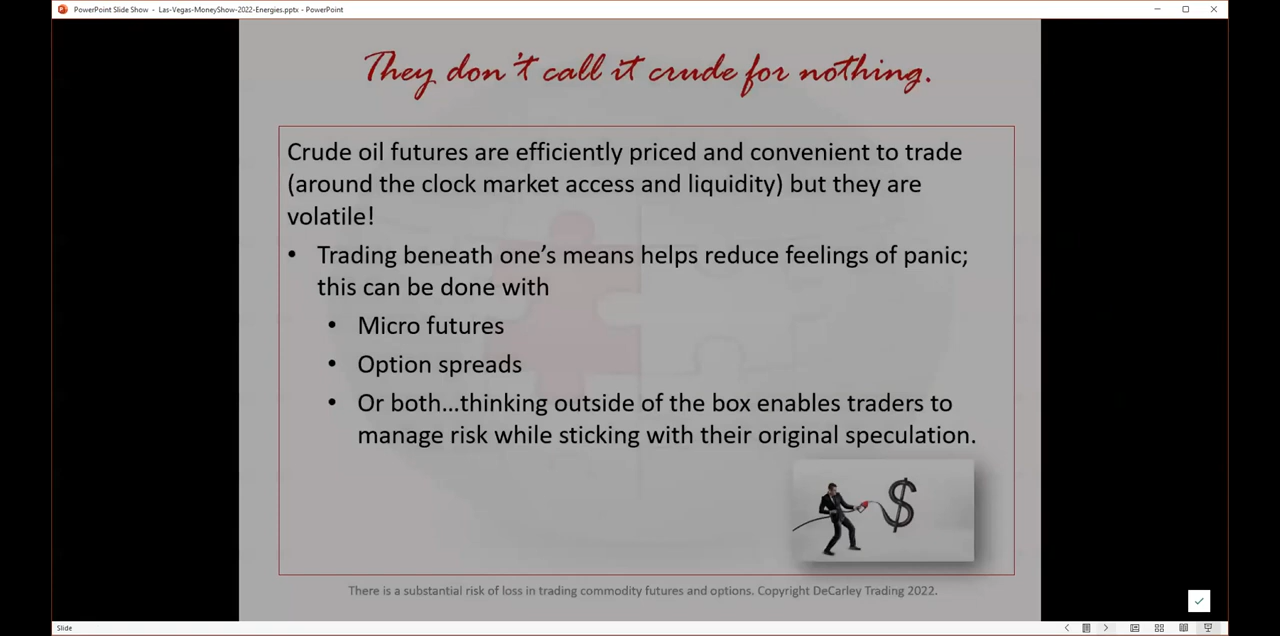 PowerPoint Slide Show - Las-Vegas-MoneyShow-2022-Energies.pptx - PowerPoint
They don't call it crude for nothing.
Crude oil futures are efficiently priced and convenient to trade
(around the clock market access and liquidity) but they are
volatile!
• Trading beneath one's means helps reduce feelings of panic;
this can be done with
• Micro futures
• Option spreads
• Or both...thinking outside of the box enables traders to
manage risk while sticking with their original speculation.
$
There is a substantial risk of loss in trading commodity futures and options. Copyright DeCarley Trading 2022.
Slide